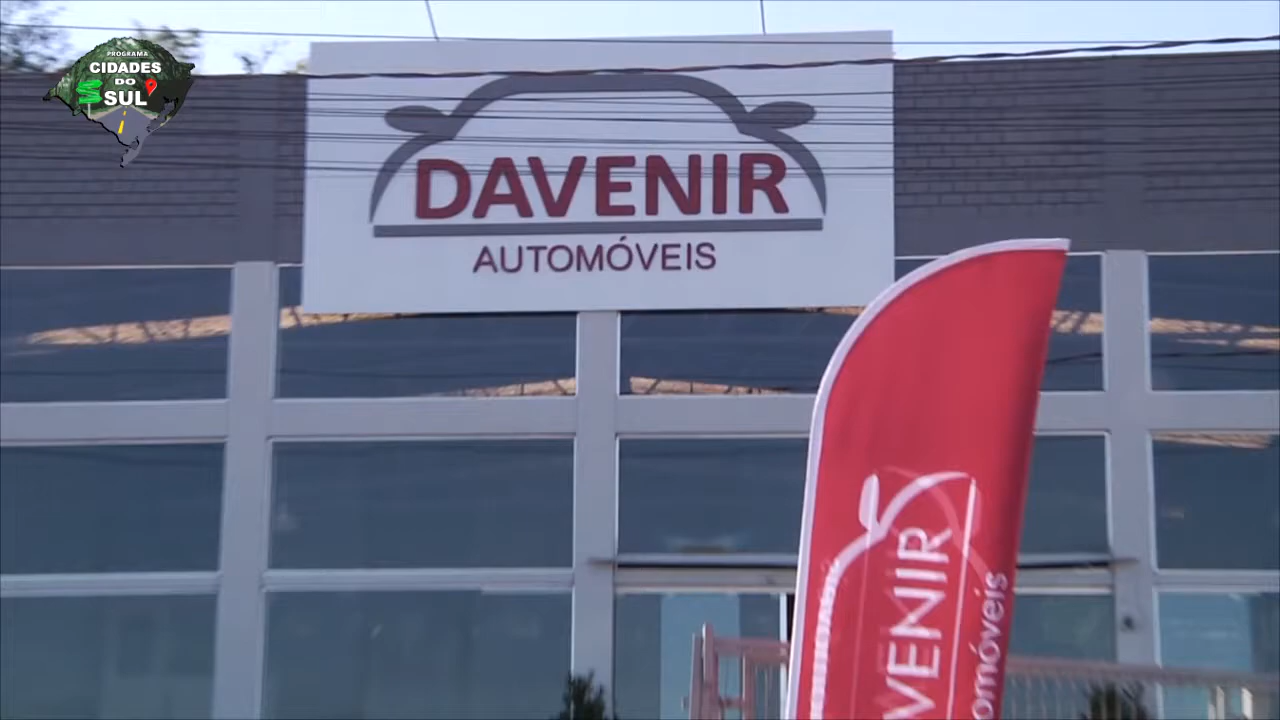 PROGRAMA
CIDADES
DO
SUL
DAVENIR
AUTOMÓVEIS
VENIR
omóveis